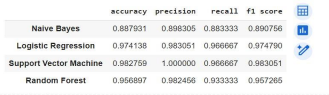 accuracy precision recall f1 score
Naive Bayes 0.887931 0.898305 0.883333 0.890756
Logistic Regression 0.974138 0.983051 0.966667 0.974790
Support Vector Machine 0.982759 1.000000 0.966667 0.983051
Random Forest 0.956897 0.982456 0.933333 0.957265